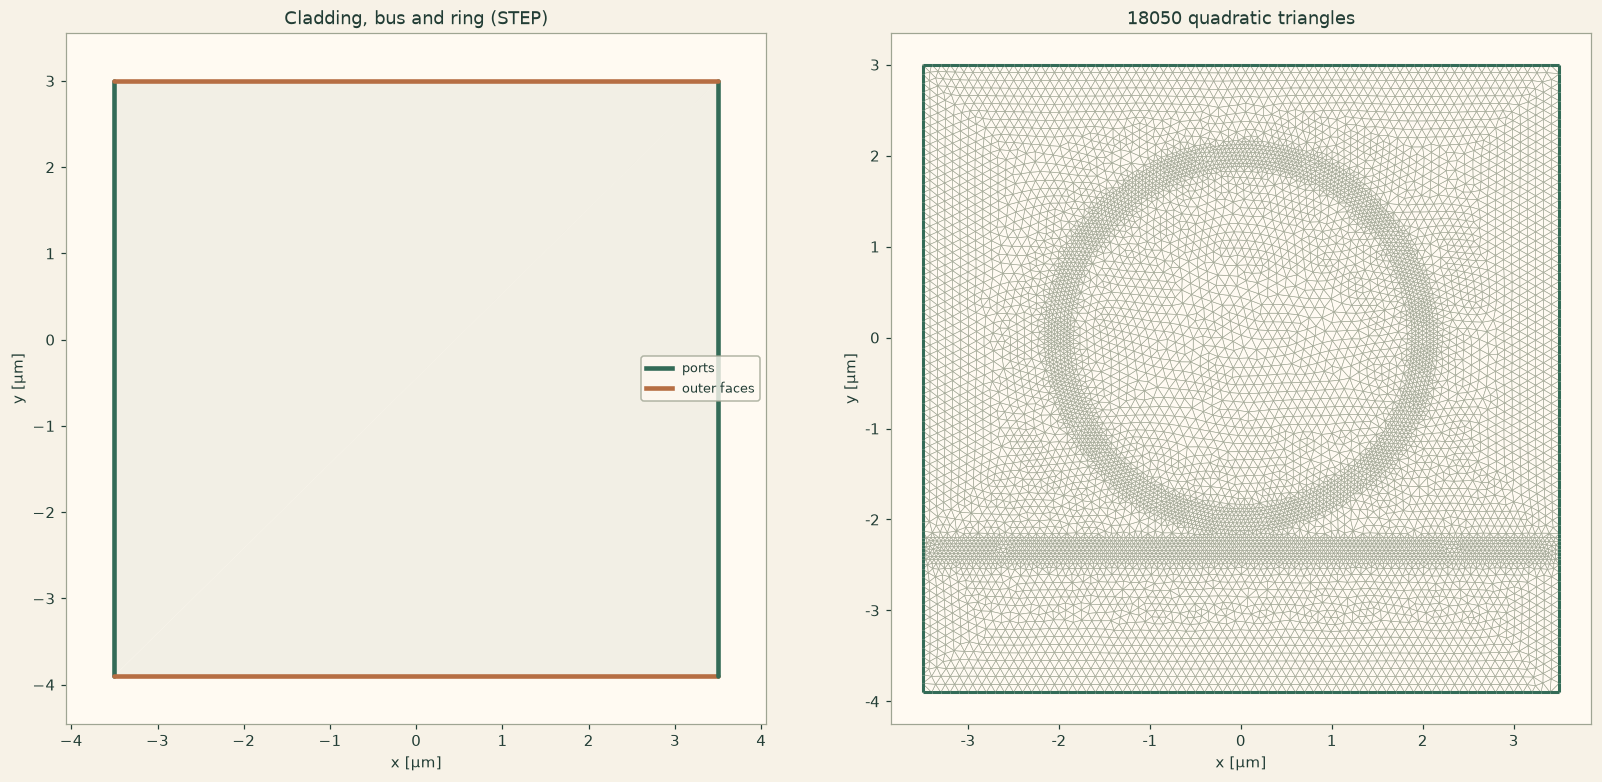 Cladding, bus and ring (STEP)
3
2
1
0
−1
−2
−3
−4
y [µm]
ports
outer faces
−4 −3 −2 −1 0 1 2 3 4
x [µm]
18050 quadratic triangles
3
2
1
0
-1
-2
-3
-4
y [µm]
-3 -2 -1 0 1 2 3
x [µm]